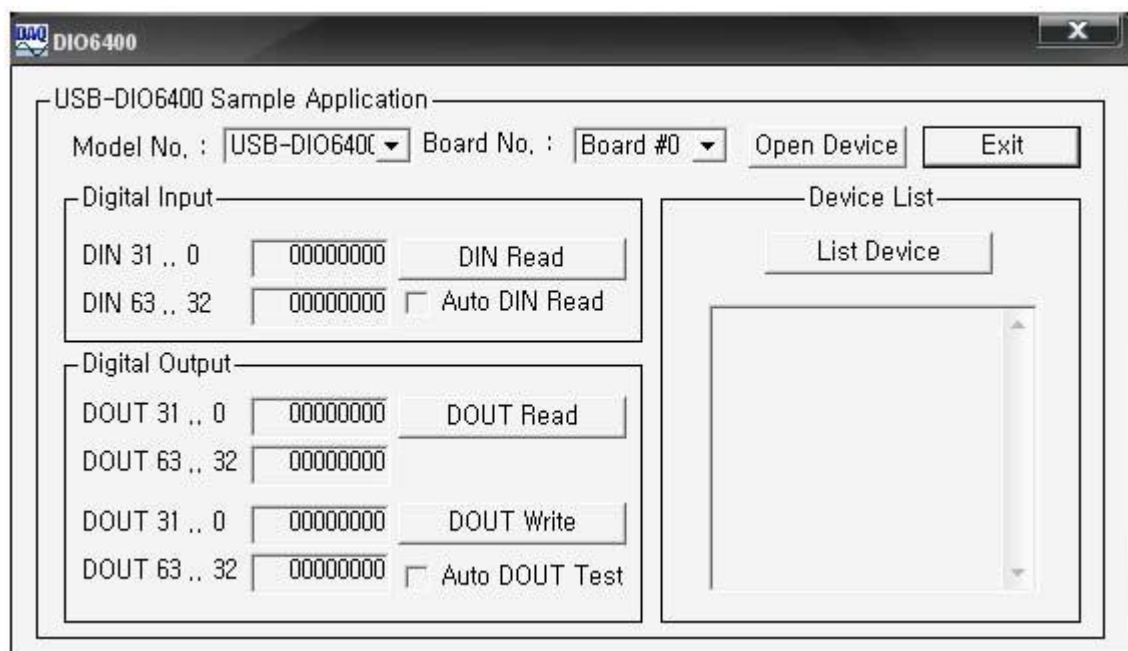 DAQ DIO6400
USB-DIO6400 Sample Application
Model No. : USB-DIO640( Board No. : Board #0 Open Device Exit
Digital Input
DIN 31 .. 0 00000000 DIN Read
DIN 63 .. 32 00000000 Auto DIN Read
Digital Output
DOUT 31 .. 0 00000000 DOUT Read
DOUT 63 .. 32 00000000
DOUT 31 .. 0 00000000 DOUT Write
DOUT 63 .. 32 00000000 Auto DOUT Test
Device List
List Device